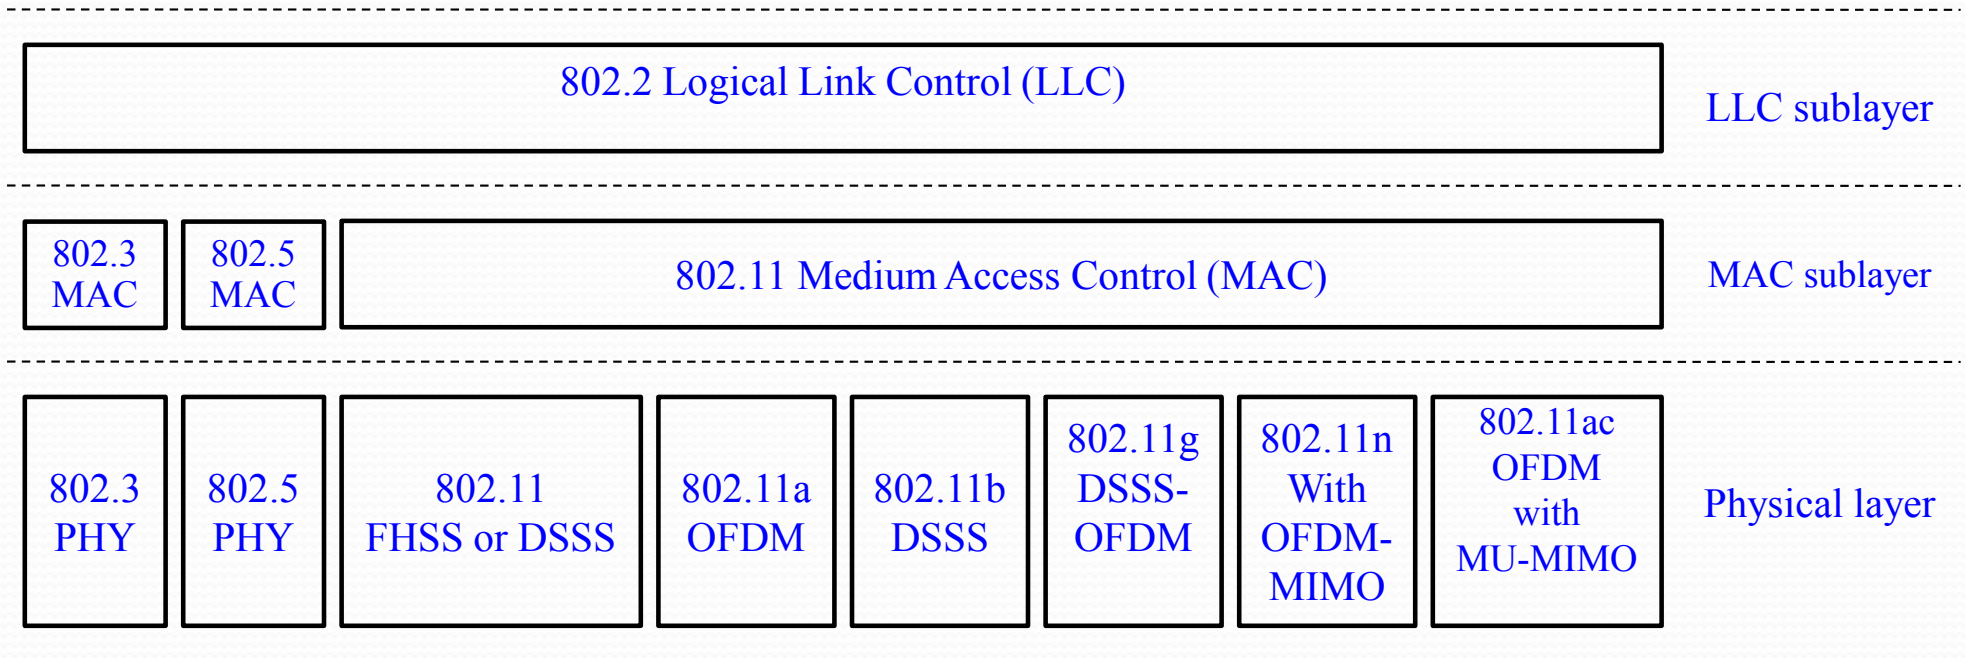 802.2 Logical Link Control (LLC)
LLC sublayer
802.3
MAC
802.5
MAC
802.11 Medium Access Control (MAC)
MAC sublayer
802.3
PHY
802.5
PHY
802.11
FHSS or DSSS
802.11a
OFDM
802.11b
DSSS
802.11g
DSSS-
OFDM
802.11n
With
OFDM-
MIMO
802.11ac
OFDM
with
MU-MIMO
Physical layer